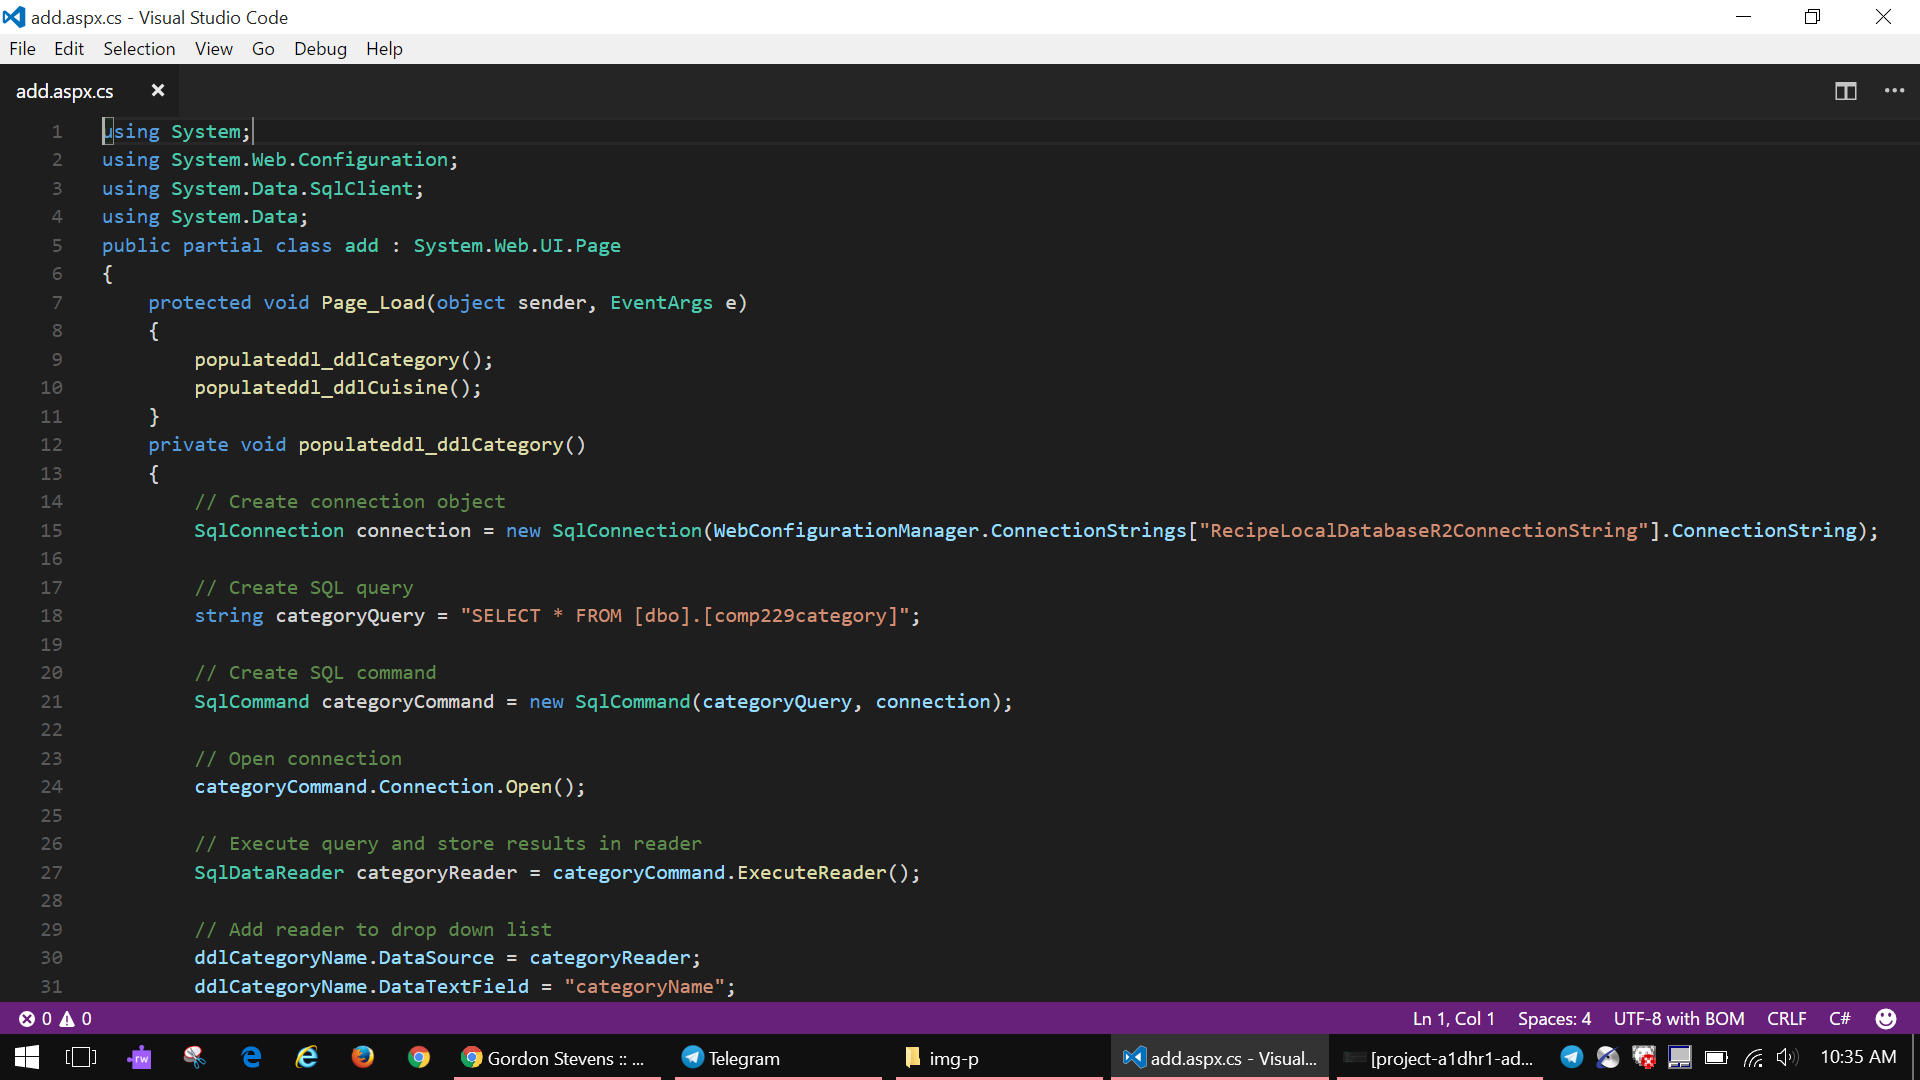 add.aspx.cs - Visual Studio Code
File Edit Selection View Go Debug Help
add.aspx.cs
1 using System;
2 using System.Web.Configuration;
3 using System.Data.SqlClient;
4 using System.Data;
5 public partial class add : System.Web.UI.Page
6 {
7     protected void Page_Load(object sender, EventArgs e)
8     {
9         populateddl_ddlCategory();
10         populateddl_ddlCuisine();
11     }
12     private void populateddl_ddlCategory()
13     {
14         // Create connection object
15         SqlConnection connection = new SqlConnection(WebConfigurationManager.ConnectionStrings["RecipeLocalDatabaseR2ConnectionString"].ConnectionString);
16
17         // Create SQL query
18         string categoryQuery = "SELECT * FROM [dbo].[comp229category]";
19
20         // Create SQL command
21         SqlCommand categoryCommand = new SqlCommand(categoryQuery, connection);
22
23         // Open connection
24         categoryCommand.Connection.Open();
25
26         // Execute query and store results in reader
27         SqlDataReader categoryReader = categoryCommand.ExecuteReader();
28
29         // Add reader to drop down list
30         ddlCategoryName.DataSource = categoryReader;
31         ddlCategoryName.DataTextField = "categoryName";
0 0 Ln 1, Col 1 Spaces: 4 UTF-8 with BOM CRLF C#
rw Gordon Stevens :: ... Telegram img-p add.aspx.cs - Visual... [project-a1dhr1-ad... 10:35 AM